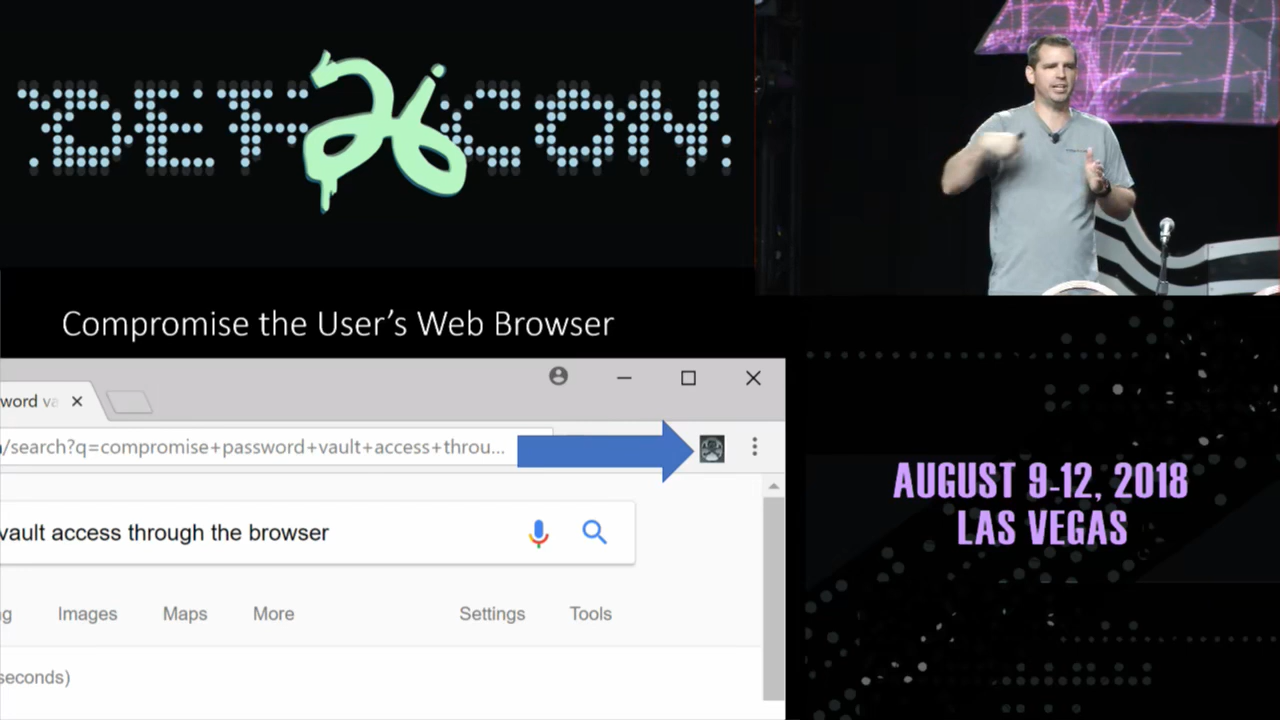 DEF 26 CON
Compromise the User's Web Browser
word va
/search?q=compromise+password+vault+access+throu...
vault access through the browser
g
Images
Maps
More
Settings
Tools
seconds)
AUGUST 9-12, 2018
LAS VEGAS